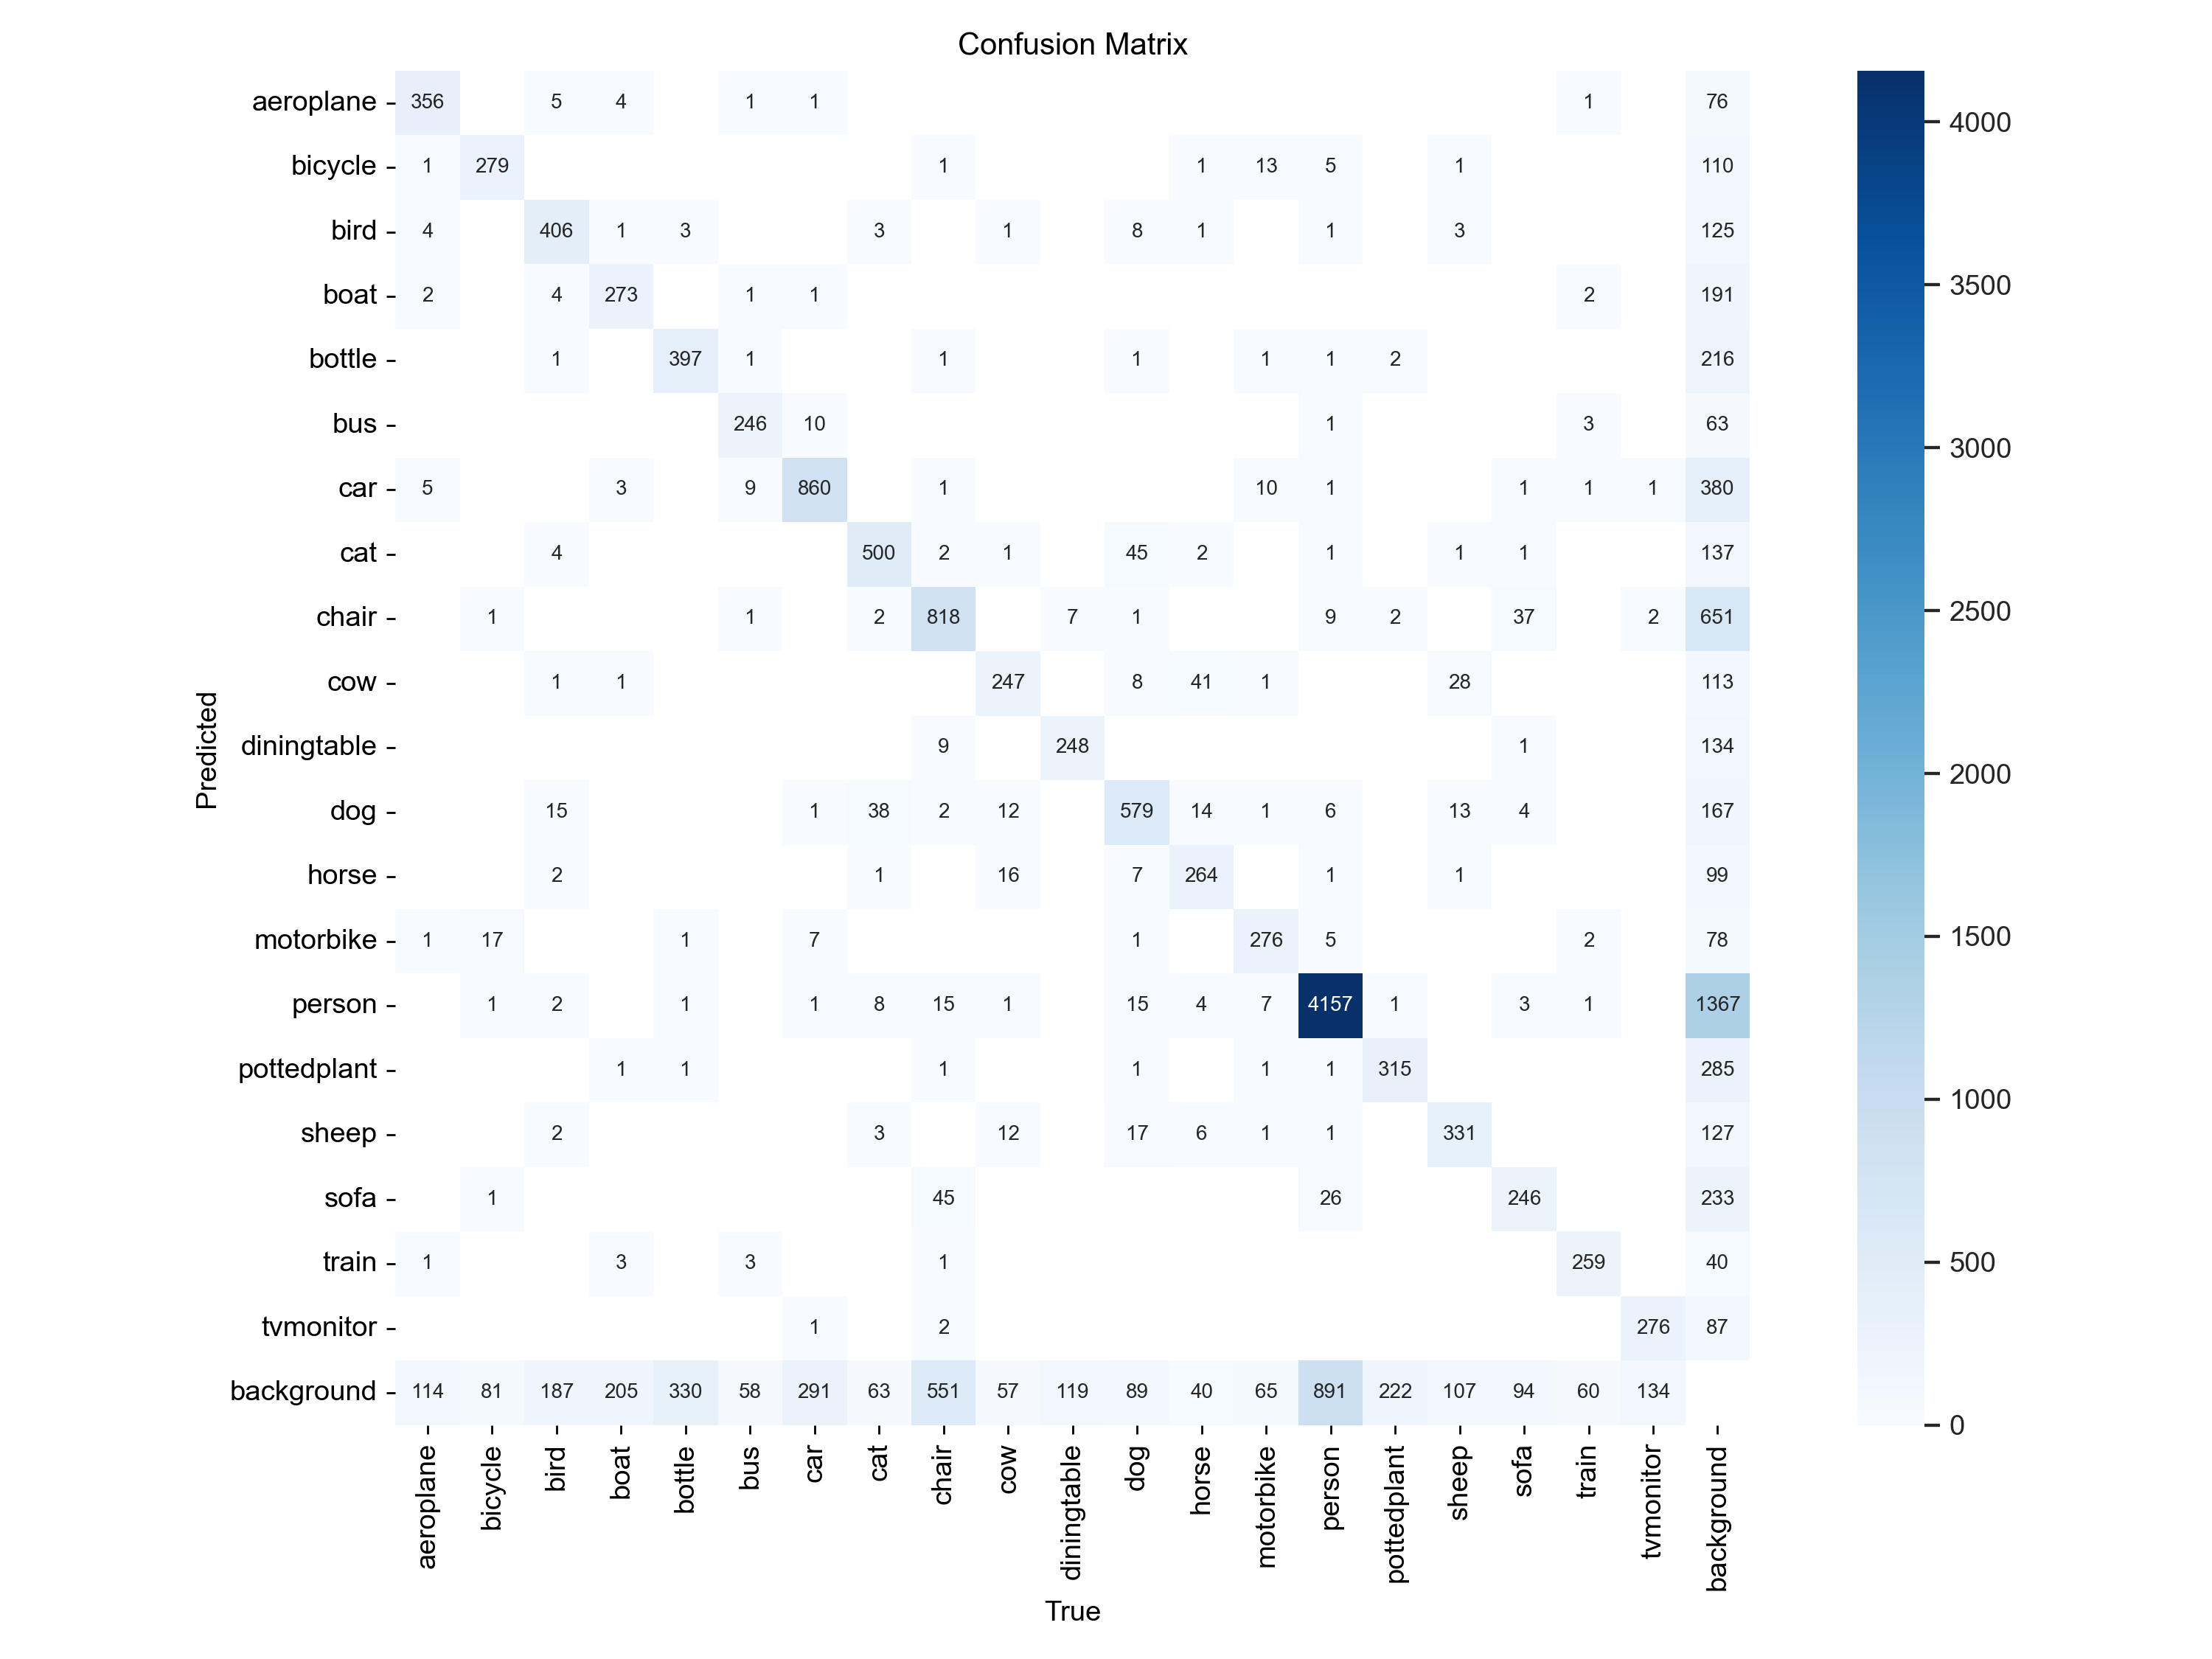 Confusion Matrix
aeroplane 356 5 4 1 1 1 76
bicycle 1 279 1 1 13 5 1 110
bird 4 406 1 3 3 1 8 1 1 3 125
boat 2 4 273 1 1 2 191
bottle 1 397 1 1 1 1 1 2 216
bus 246 10 1 3 63
car 5 3 9 860 1 10 1 1 1 1 380
cat 4 500 2 1 45 2 1 1 1 137
chair 1 1 2 818 7 1 9 2 37 2 651
cow 1 1 247 8 41 1 28 113
diningtable 9 248 1 134
dog 15 1 38 2 12 579 14 1 6 13 4 167
horse 2 1 16 7 264 1 1 99
motorbike 1 17 1 7 1 276 5 2 78
person 1 2 1 1 8 15 1 15 4 7 4157 1 3 1 1367
pottedplant 1 1 1 1 1 1 315 285
sheep 2 3 12 17 6 1 1 331 127
sofa 1 45 26 246 233
train 1 3 3 1 259 40
tvmonitor 1 2 276 87
background 114 81 187 205 330 58 291 63 551 57 119 89 40 65 891 222 107 94 60 134
aeroplane bicycle bird boat bottle bus car cat chair cow diningtable dog horse motorbike person pottedplant sheep sofa train tvmonitor background
True
Predicted
4000
3500
3000
2500
2000
1500
1000
500
0